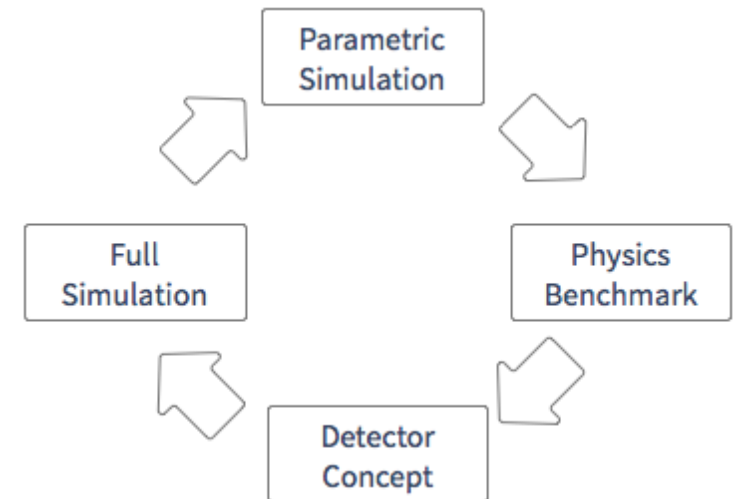 Parametric
Simulation
Full
Simulation
Physics
Benchmark
Detector
Concept